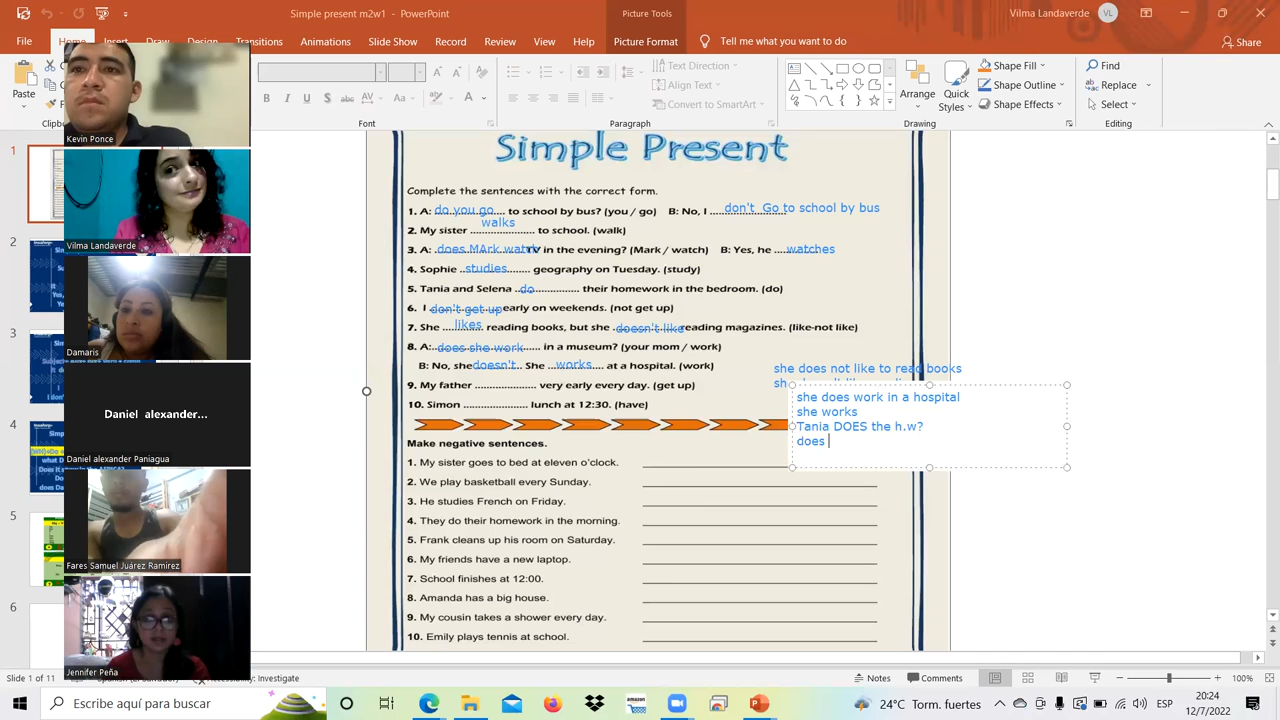 Vilma Landaverde VL
Home Design Transitions Animations Slide Show Review View Help Picture Format Tell me what you want to do Share
Paste
Text Direction
Align Text
Convert to SmartArt
Arrange Quick Styles
Shape Fill
Shape Outline
Shape Effects
Find
Replace
Select
Font Paragraph Drawing Editing
Kevin Ponce
Vilma Landaverde
Damaris
Daniel alexander...
Daniel alexander Paniagua
Fares Samuel Juárez Ramirez
Jennifer Peña
Simple Present
Complete the sentences with the correct form.
1. A: do you go to school by bus? (you / go) B: No, I don't Go to school by bus
2. My sister walks to school. (walk)
3. A: does MArk watch TV in the evening? (Mark / watch) B: Yes, he watches
4. Sophie studies geography on Tuesday. (study)
5. Tania and Selena do their homework in the bedroom. (do)
6. I don't get up early on weekends. (not get up)
7. She likes reading books, but she doesn't like reading magazines. (like-not like)
8. A: does she work in a museum? (your mom / work)
B: No, she doesn't. She works at a hospital. (work)
9. My father .................... very early every day. (get up)
10. Simon ..................... lunch at 12:30. (have)
she does not like to read books
she does work in a hospital
she works
Tania DOES the h.w?
does
Make negative sentences.
1. My sister goes to bed at eleven o'clock.
2. We play basketball every Sunday.
3. He studies French on Friday.
4. They do their homework in the morning.
5. Frank cleans up his room on Saturday.
6. My friends have a new laptop.
7. School finishes at 12:00.
8. Amanda has a big house.
9. My cousin takes a shower every day.
10. Emily plays tennis at school.
Slide 1 of 11 Spanish (El Salvador) Accessibility: Investigate Notes Comments 100%
Escribe aquí para buscar
24°C Torm. fuertes ESP 20:24 12/7/2022